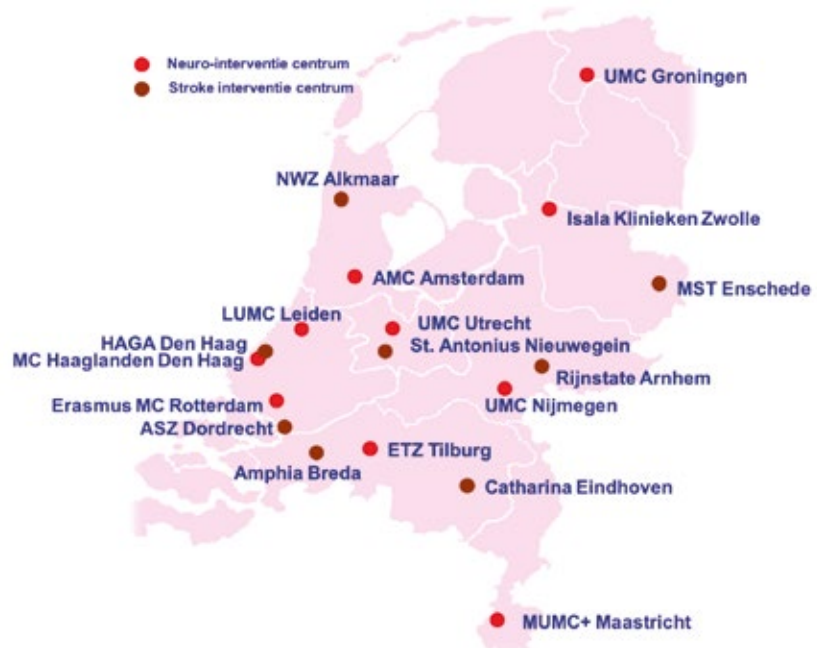 Neuro-interventie centrum
Stroke interventie centrum
UMC Groningen
NWZ Alkmaar
Isala Klinieken Zwolle
AMC Amsterdam
MST Enschede
LUMC Leiden
UMC Utrecht
HAGA Den Haag
St. Antonius Nieuwegein
MC Haaglanden Den Haag
Rijnstate Arnhem
Erasmus MC Rotterdam
UMC Nijmegen
ASZ Dordrecht
ETZ Tilburg
Amphia Breda
Catharina Eindhoven
MUMC+ Maastricht